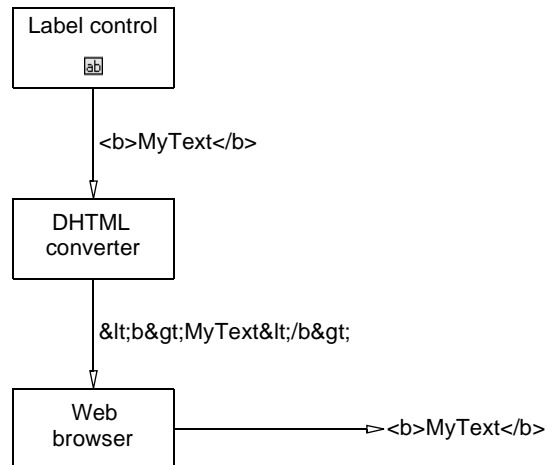 Label control
ab
<b>MyText</b>
DHTML
converter
&lt;b&gt;MyText&lt;/b&gt;
Web
browser
<b>MyText</b>